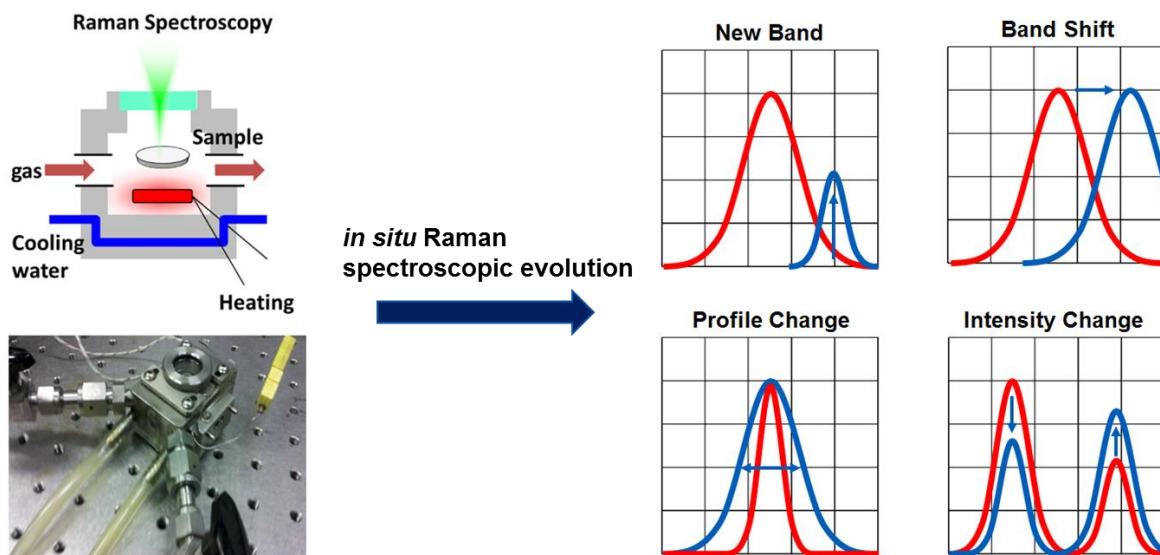 Raman Spectroscopy
Sample
gas
Cooling
water
Heating
in situ Raman
spectroscopic evolution
New Band
Band Shift
Profile Change
Intensity Change